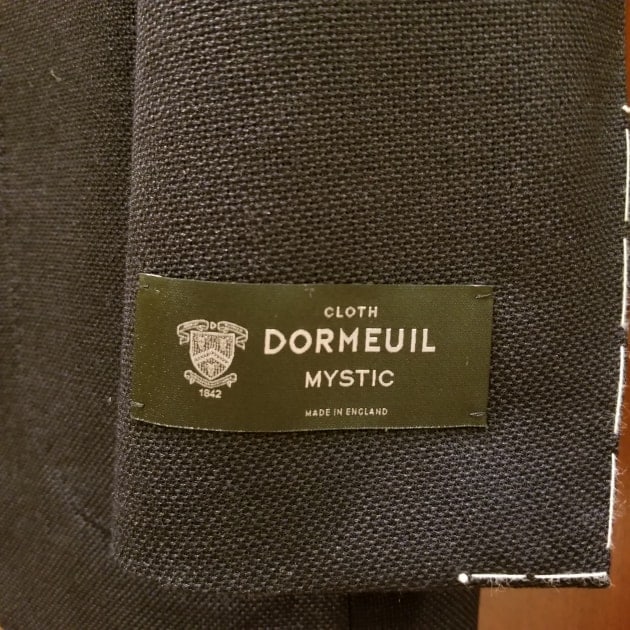 CLOTH
DORMEUIL
MYSTIC
1842
MADE IN ENGLAND